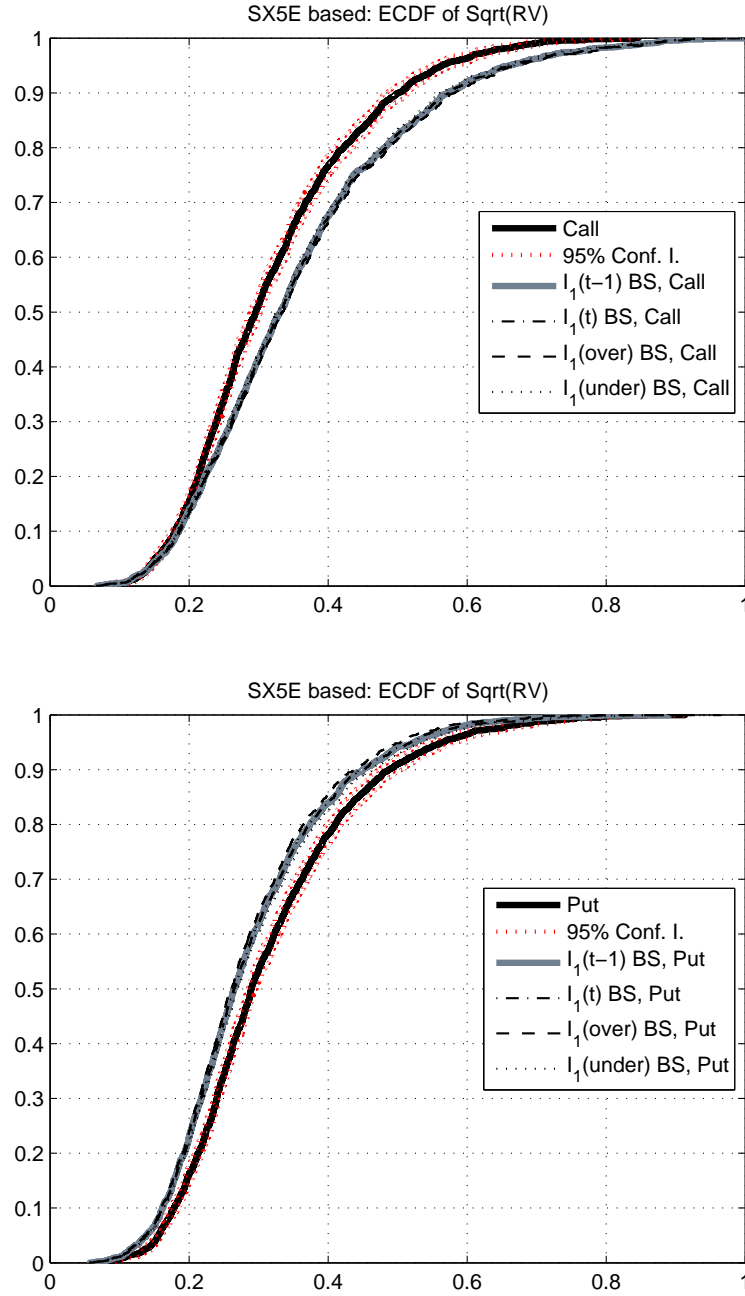 SX5E based: ECDF of Sqrt(RV)
1
0.9
0.8
0.7
0.6
0.5
0.4
0.3
0.2
0.1
0
Call
95% Conf. I.
I1(t−1) BS, Call
I1(t) BS, Call
I1(over) BS, Call
I1(under) BS, Call
0 0.2 0.4 0.6 0.8 1
SX5E based: ECDF of Sqrt(RV)
1
0.9
0.8
0.7
0.6
0.5
0.4
0.3
0.2
0.1
0
Put
95% Conf. I.
I1(t−1) BS, Put
I1(t) BS, Put
I1(over) BS, Put
I1(under) BS, Put
0 0.2 0.4 0.6 0.8 1